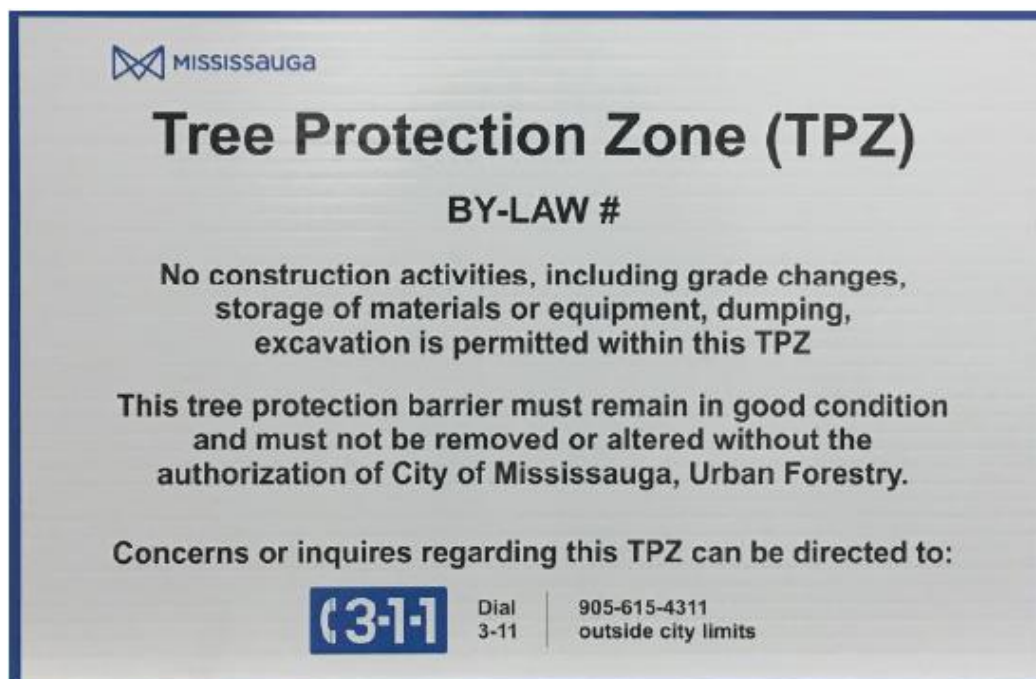 MISSISSauGa
Tree Protection Zone (TPZ)
BY-LAW #
No construction activities, including grade changes,
storage of materials or equipment, dumping,
excavation is permitted within this TPZ
This tree protection barrier must remain in good condition
and must not be removed or altered without the
authorization of City of Mississauga, Urban Forestry.
Concerns or inquires regarding this TPZ can be directed to:
3-1-1
Dial
3-11
905-615-4311
outside city limits